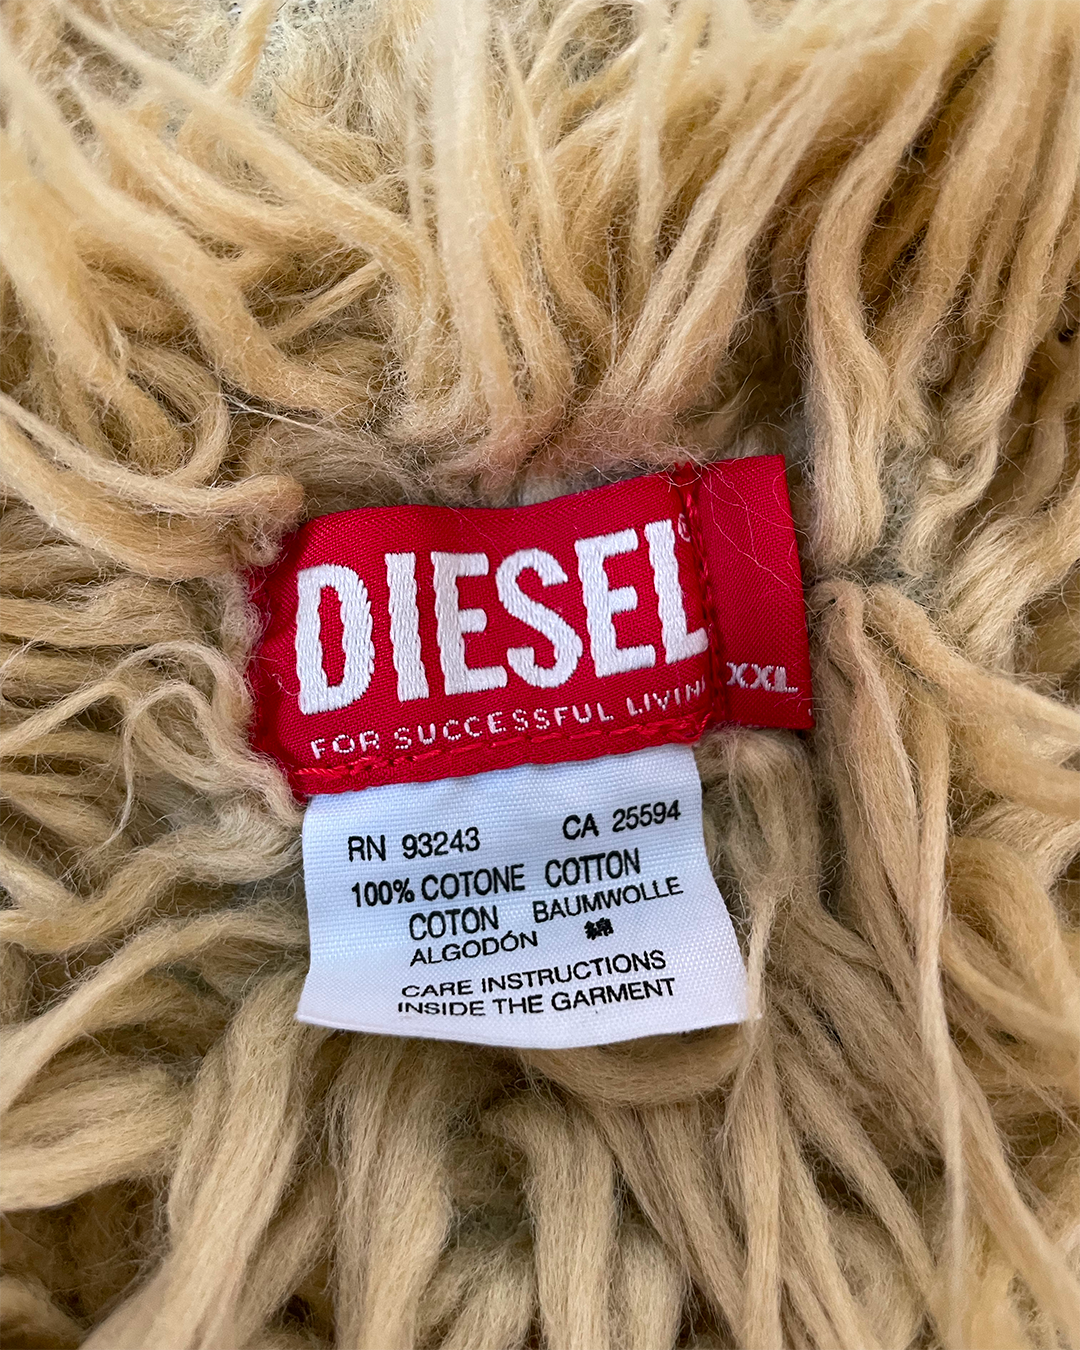 DIESEL®
FOR SUCCESSFUL LIVIN
XXL
RN 93243 CA 25594
100% COTONE COTTON
COTON BAUMWOLLE
ALGODÓN 綿
CARE INSTRUCTIONS
INSIDE THE GARMENT